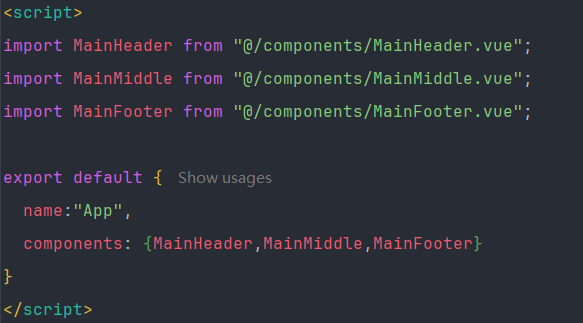 <script>
import MainHeader from "@/components/MainHeader.vue";
import MainMiddle from "@/components/MainMiddle.vue";
import MainFooter from "@/components/MainFooter.vue";
export default { Show usages
name:"App",
components: {MainHeader,MainMiddle,MainFooter}
}
</script>